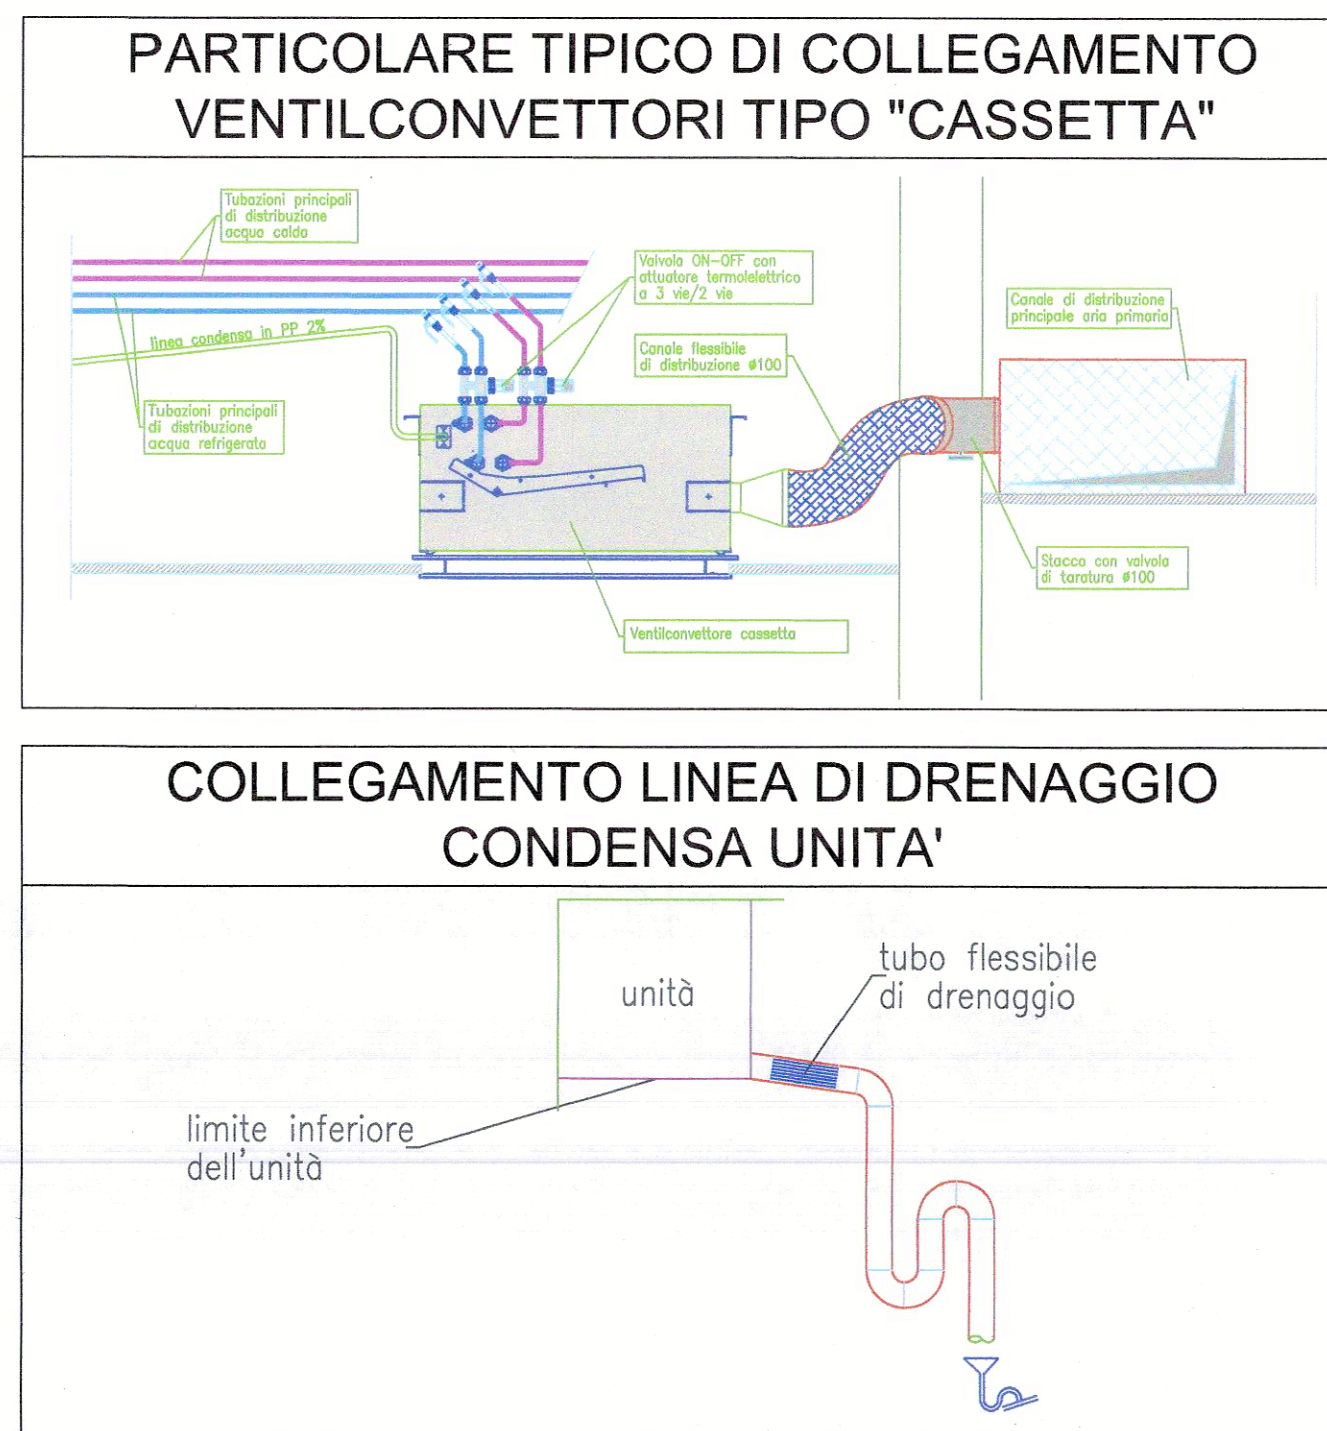 PARTICOLARE TIPICO DI COLLEGAMENTO
VENTILCONVETTORI TIPO "CASSETTA"
Tubazioni principali
di distribuzione
acqua calda
Valvola ON-OFF con
attuatore termolelettrico
a 3 vie/2 vie
Canale di distribuzione
principale aria primaria
linea condensa in PP 2%
Canale flessibile
di distribuzione ø100
Tubazioni principali
di distribuzione
acqua refrigerata
Stacco con valvola
di taratura ø100
Ventilconvettore cassetta
COLLEGAMENTO LINEA DI DRENAGGIO
CONDENSA UNITA'
tubo flessibile
di drenaggio
unità
limite inferiore
dell'unità